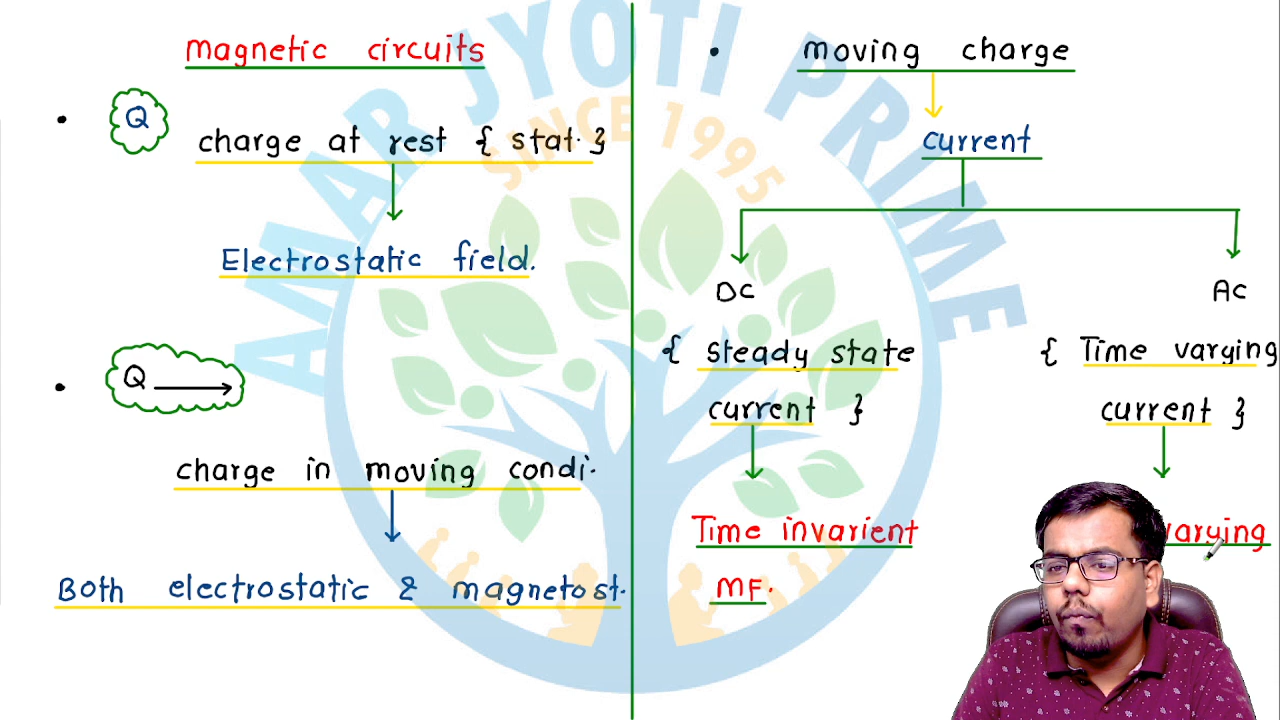 magnetic circuits
Q
charge at rest { stat. }
Electrostatic field.
Q
charge in moving condi.
Both electrostatic & magnetost.
moving charge
current
DC
{ steady state
current }
Time invarient
MF.
AC
{ Time varying
current }
varying
AMAR JYOTI PRIME
SINCE 1995